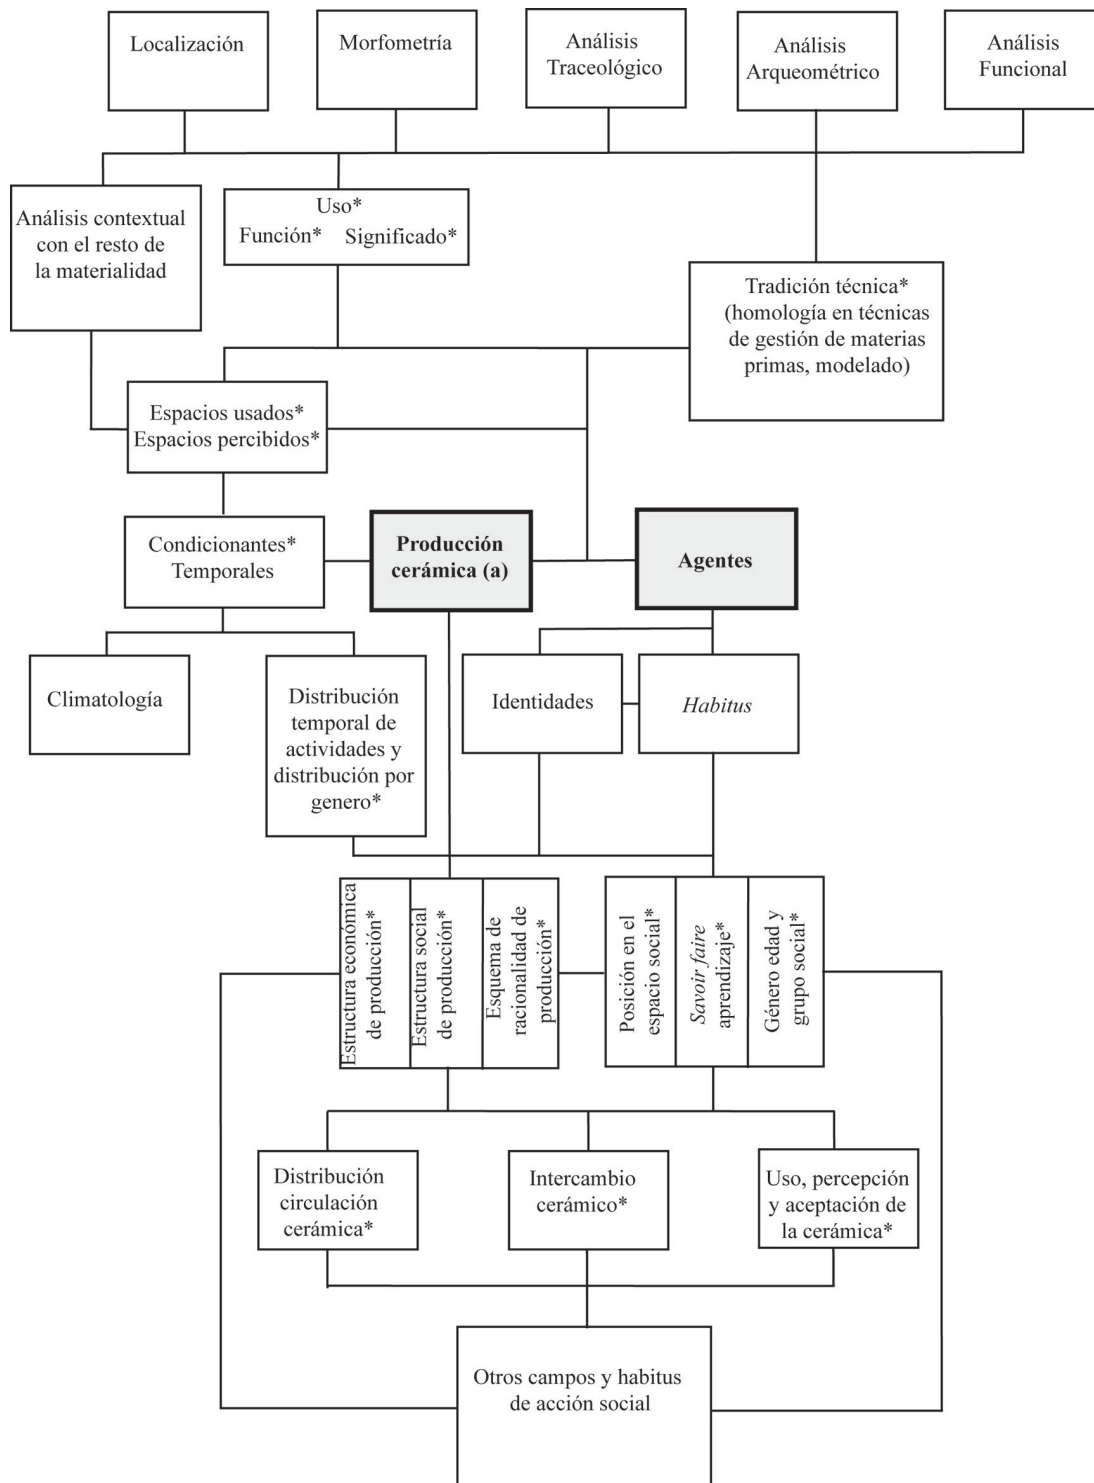 Localización
Morfometría
Análisis
Traceológico
Análisis
Arqueométrico
Análisis
Funcional
Análisis contextual
con el resto de
la materialidad
Uso*
Función* Significado*
Tradición técnica*
(homología en técnicas
de gestión de materias
primas, modelado)
Espacios usados*
Espacios percibidos*
Condicionantes*
Temporales
Producción
cerámica (a)
Agentes
Climatología
Distribución
temporal de
actividades y
distribución por
genero*
Identidades
Habitus
Estructura económica
de producción*
Estructura social
de producción*
Esquema de
racionalidad de
producción*
Posición en el
espacio social*
Savoir faire
aprendizaje*
Género edad y
grupo social*
Distribución
circulación
cerámica*
Intercambio
cerámico*
Uso, percepción
y aceptación de
la cerámica*
Otros campos y habitus
de acción social